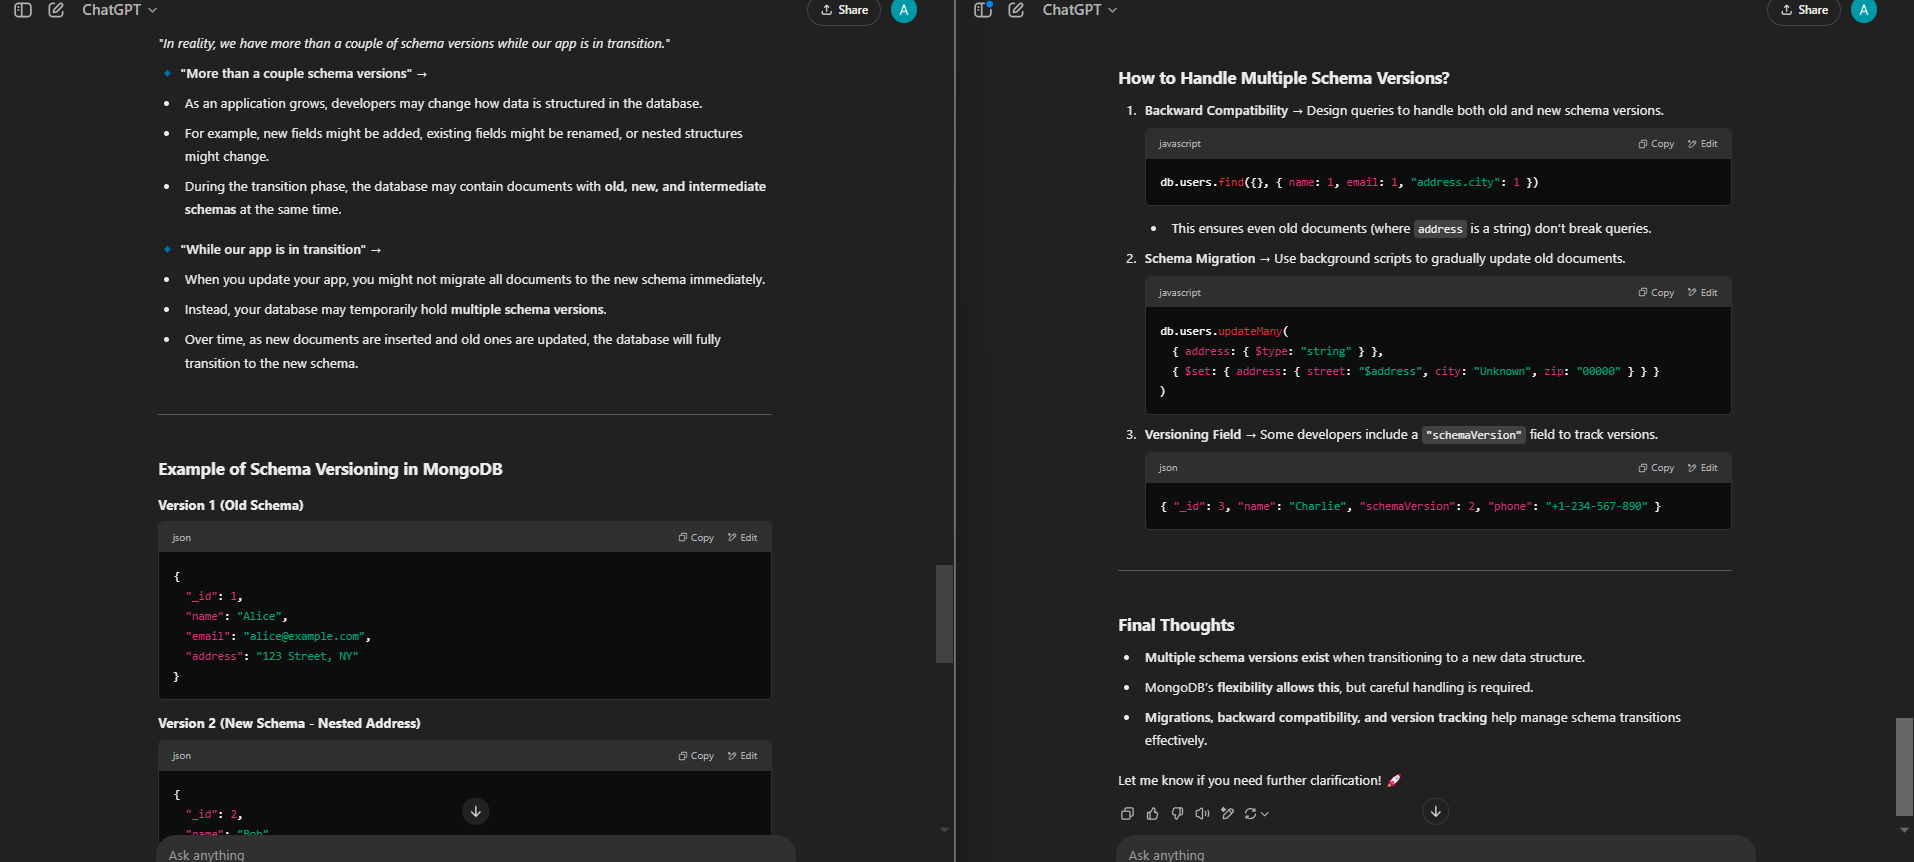 ChatGPT
Share
A
"In reality, we have more than a couple of schema versions while our app is in transition."
"More than a couple schema versions" →
As an application grows, developers may change how data is structured in the database.
For example, new fields might be added, existing fields might be renamed, or nested structures
might change.
During the transition phase, the database may contain documents with old, new, and intermediate
schemas at the same time.
"While our app is in transition" →
When you update your app, you might not migrate all documents to the new schema immediately.
Instead, your database may temporarily hold multiple schema versions.
Over time, as new documents are inserted and old ones are updated, the database will fully
transition to the new schema.
Example of Schema Versioning in MongoDB
Version 1 (Old Schema)
json
Copy
Edit
{
"_id": 1,
"name": "Alice",
"email": "alice@example.com",
"address": "123 Street, NY"
}
Version 2 (New Schema - Nested Address)
json
Copy
Edit
{
"_id": 2,
"name": "Bob"
Ask anything
ChatGPT
Share
A
How to Handle Multiple Schema Versions?
1. Backward Compatibility → Design queries to handle both old and new schema versions.
javascript
Copy
Edit
db.users.find({}, { name: 1, email: 1, "address.city": 1 })
This ensures even old documents (where address is a string) don't break queries.
2. Schema Migration → Use background scripts to gradually update old documents.
javascript
Copy
Edit
db.users.updateMany(
{ address: { $type: "string" } },
{ $set: { address: { street: "$address", city: "Unknown", zip: "00000" } } }
)
3. Versioning Field → Some developers include a "schemaVersion" field to track versions.
json
Copy
Edit
{ "_id": 3, "name": "Charlie", "schemaVersion": 2, "phone": "+1-234-567-890" }
Final Thoughts
Multiple schema versions exist when transitioning to a new data structure.
MongoDB's flexibility allows this, but careful handling is required.
Migrations, backward compatibility, and version tracking help manage schema transitions
effectively.
Let me know if you need further clarification! 🚀
Ask anything